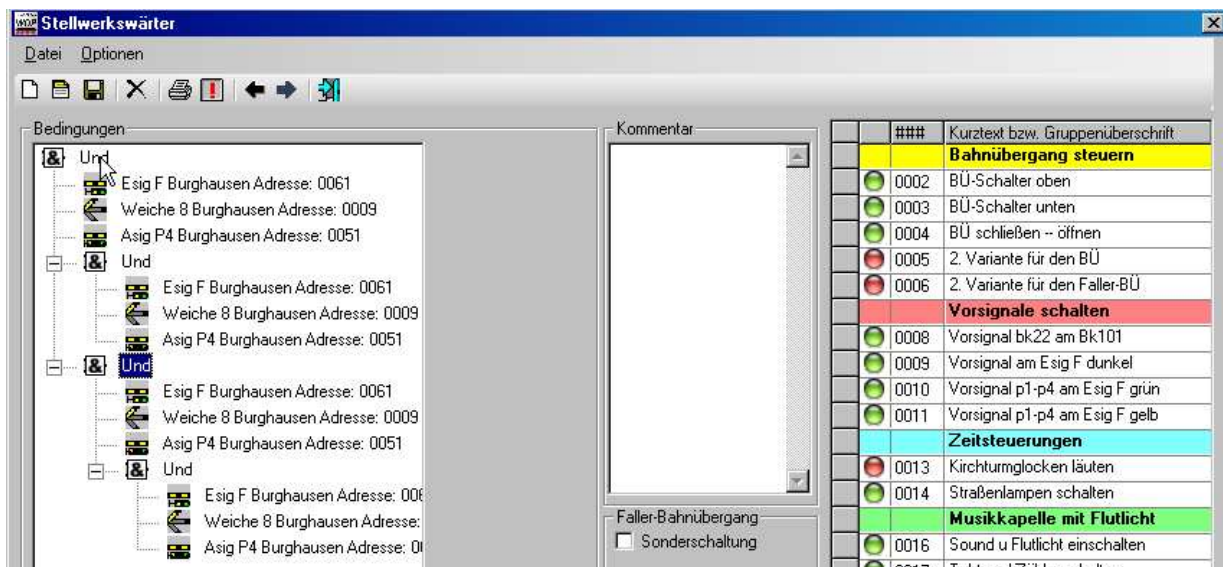 WDP Stellwerkswärter
Datei Optionen
Bedingungen
& Und
Esig F Burghausen Adresse: 0061
Weiche 8 Burghausen Adresse: 0009
Asig P4 Burghausen Adresse: 0051
& Und
Esig F Burghausen Adresse: 0061
Weiche 8 Burghausen Adresse: 0009
Asig P4 Burghausen Adresse: 0051
& Und
Esig F Burghausen Adresse: 0061
Weiche 8 Burghausen Adresse: 0009
Asig P4 Burghausen Adresse: 0051
& Und
Esig F Burghausen Adresse: 006
Weiche 8 Burghausen Adresse:
Asig P4 Burghausen Adresse: 0
Kommentar
Faller-Bahnübergang
Sonderschaltung
### Kurztext bzw. Gruppenüberschrift
Bahnübergang steuern
0002 BÜ-Schalter oben
0003 BÜ-Schalter unten
0004 BÜ schließen -- öffnen
0005 2. Variante für den BÜ
0006 2. Variante für den Faller-BÜ
Vorsignale schalten
0008 Vorsignal bk22 am Bk101
0009 Vorsignal am Esig F dunkel
0010 Vorsignal p1-p4 am Esig F grün
0011 Vorsignal p1-p4 am Esig F gelb
Zeitsteuerungen
0013 Kirchturmglocken läuten
0014 Straßenlampen schalten
Musikkapelle mit Flutlicht
0016 Sound u Flutlicht einschalten